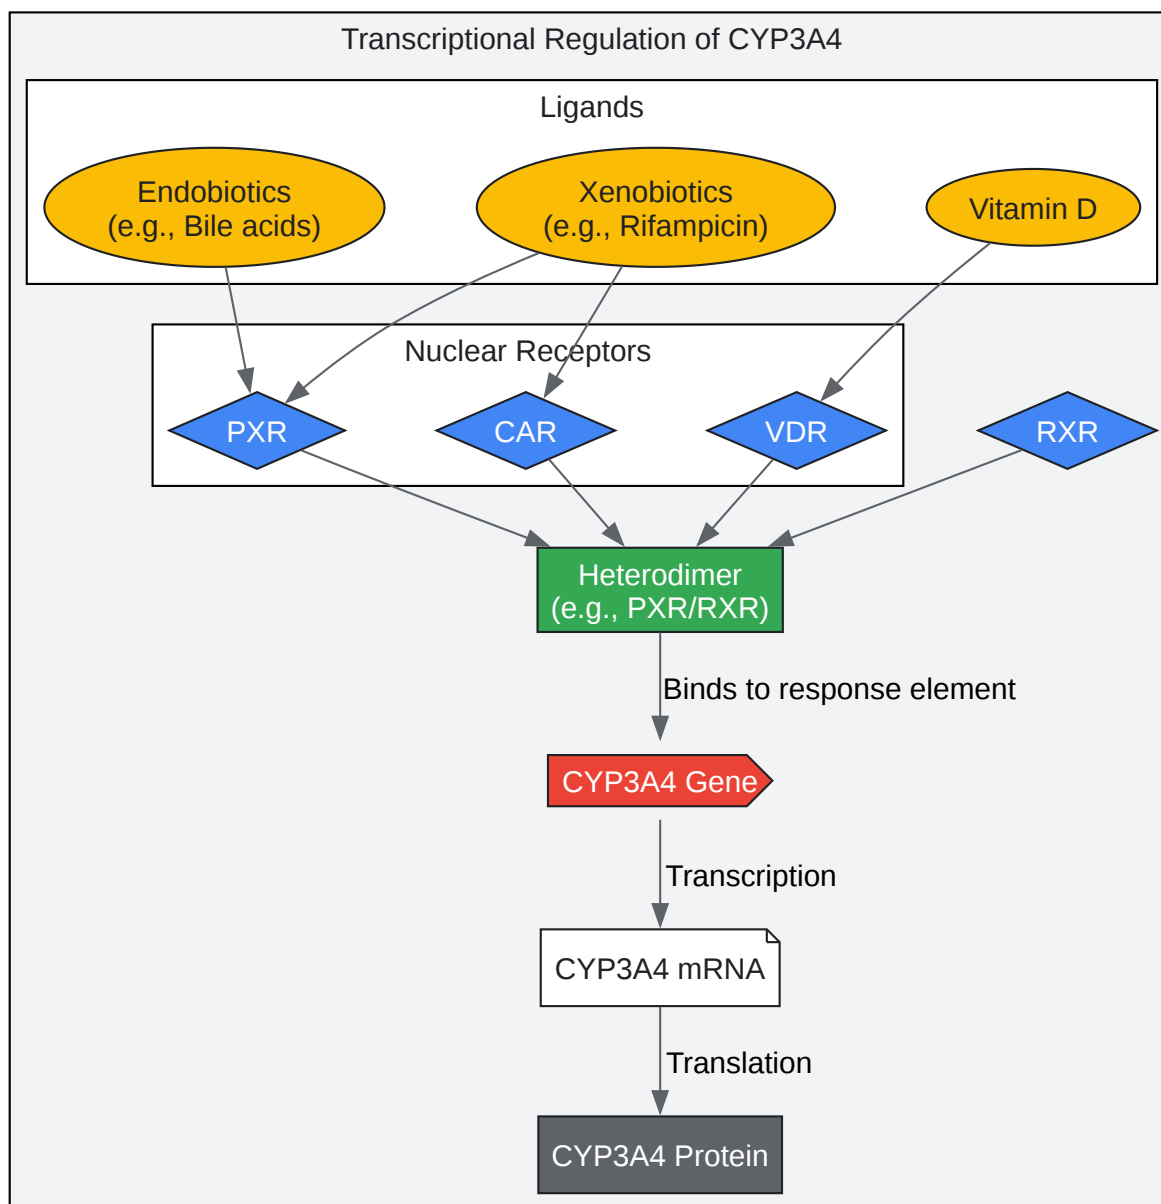 Transcriptional Regulation of CYP3A4
Ligands
Endobiotics
(e.g., Bile acids)
Xenobiotics
(e.g., Rifampicin)
Vitamin D
Nuclear Receptors
PXR
CAR
VDR
RXR
Heterodimer
(e.g., PXR/RXR)
Binds to response element
CYP3A4 Gene
Transcription
CYP3A4 mRNA
Translation
CYP3A4 Protein